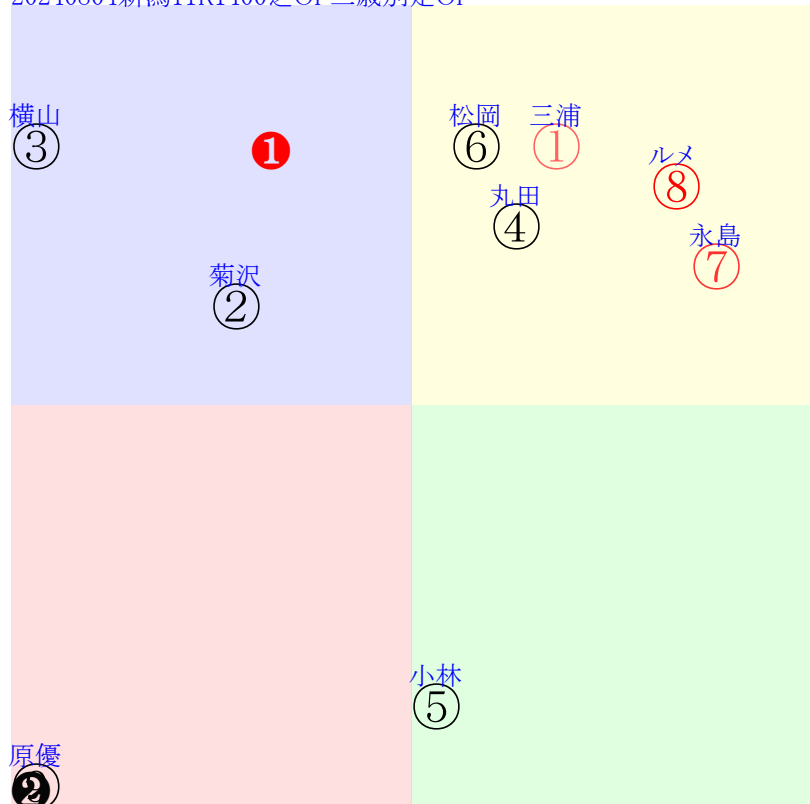 横山 松岡 三浦
③ ❶ ⑥ ①
ルメ
⑧
丸田
④
永島
⑦
菊沢
②
小林
⑤
原優
❷